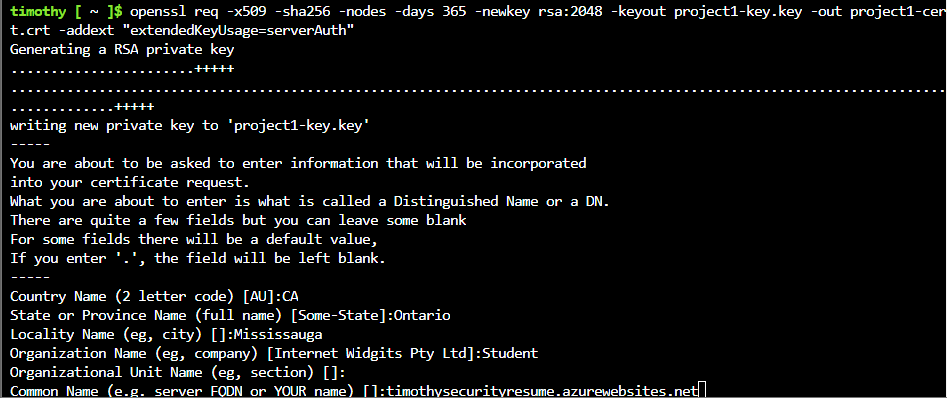 timothy [ ~ ]$ openssl req -x509 -sha256 -nodes -days 365 -newkey rsa:2048 -keyout project1-key.key -out project1-cer
t.crt -addext "extendedKeyUsage=serverAuth"
Generating a RSA private key
.......................+++++
.....................................................................................................................
.............+++++
writing new private key to 'project1-key.key'
-----
You are about to be asked to enter information that will be incorporated
into your certificate request.
What you are about to enter is what is called a Distinguished Name or a DN.
There are quite a few fields but you can leave some blank
For some fields there will be a default value,
If you enter '.', the field will be left blank.
-----
Country Name (2 letter code) [AU]:CA
State or Province Name (full name) [Some-State]:Ontario
Locality Name (eg, city) []:Mississauga
Organization Name (eg, company) [Internet Widgits Pty Ltd]:Student
Organizational Unit Name (eg, section) []:
Common Name (e.g. server FQDN or YOUR name) []:timothysecurityresume.azurewebsites.net